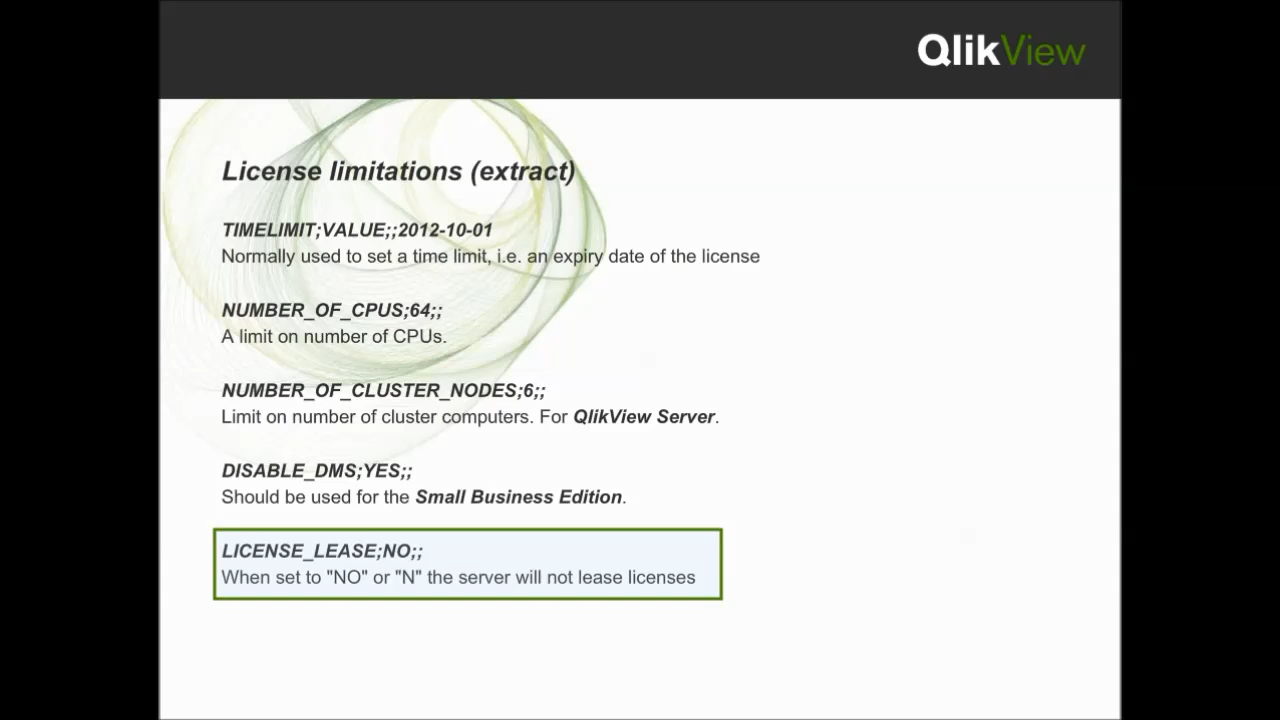 QlikView
License limitations (extract)
TIMELIMIT;VALUE;;2012-10-01
Normally used to set a time limit, i.e. an expiry date of the license
NUMBER_OF_CPUS;64;;
A limit on number of CPUs.
NUMBER_OF_CLUSTER_NODES;6;;
Limit on number of cluster computers. For QlikView Server.
DISABLE_DMS;YES;;
Should be used for the Small Business Edition.
LICENSE_LEASE;NO;;
When set to "NO" or "N" the server will not lease licenses